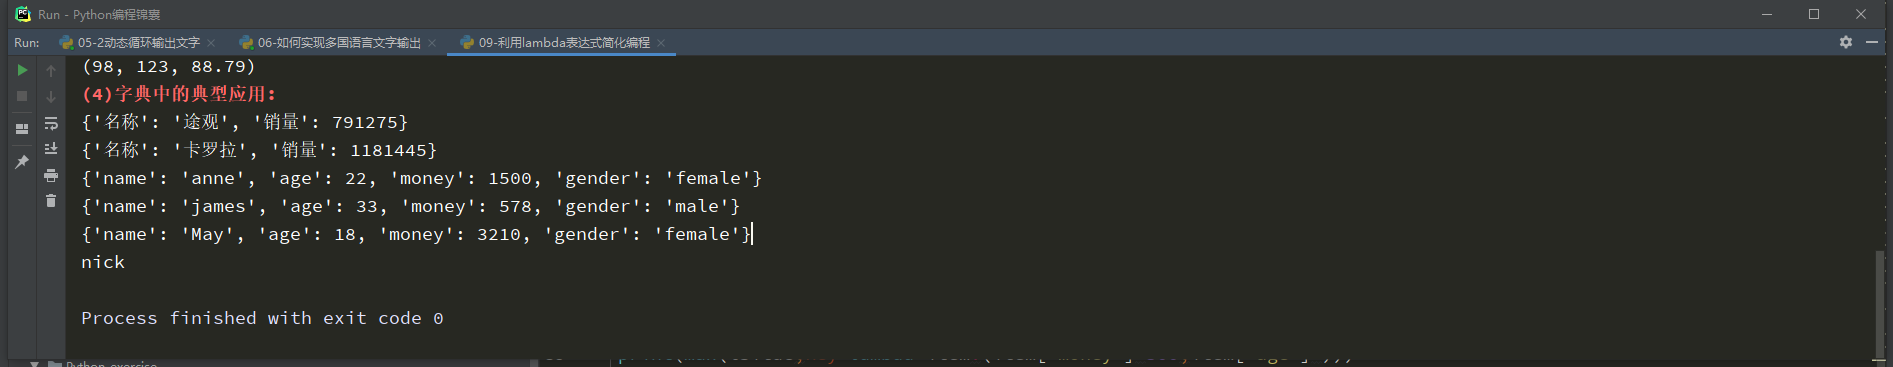 Run - Python编程锦囊
Run: 05-2动态循环输出文字 06-如何实现多国语言文字输出 09-利用lambda表达式简化编程
(98, 123, 88.79)
(4)字典中的典型应用:
{'名称': '途观', '销量': 791275}
{'名称': '卡罗拉', '销量': 1181445}
{'name': 'anne', 'age': 22, 'money': 1500, 'gender': 'female'}
{'name': 'james', 'age': 33, 'money': 578, 'gender': 'male'}
{'name': 'May', 'age': 18, 'money': 3210, 'gender': 'female'}
nick
Process finished with exit code 0